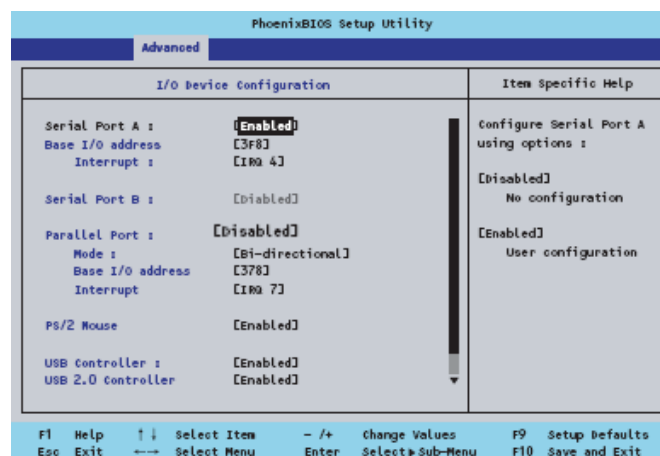 PhoenixBIOS Setup Utility
Advanced
I/O Device Configuration
Item Specific Help
Serial Port A : [Enabled]
Base I/O address [3F8]
Interrupt : [IRQ 4]
Serial Port B : [Diabled]
Parallel Port : [Disabled]
Mode : [Bi-directional]
Base I/O address [378]
Interrupt [IRQ 7]
PS/2 Mouse [Enabled]
USB Controller : [Enabled]
USB 2.0 Controller [Enabled]
Configure Serial Port A
using options :
[Disabled]
No configuration
[Enabled]
User configuration
F1 Help ↑↓ Select Item - /+ Change Values F9 Setup Defaults
Esc Exit ←→ Select Menu Enter Select ▶ Sub-Menu F10 Save and Exit